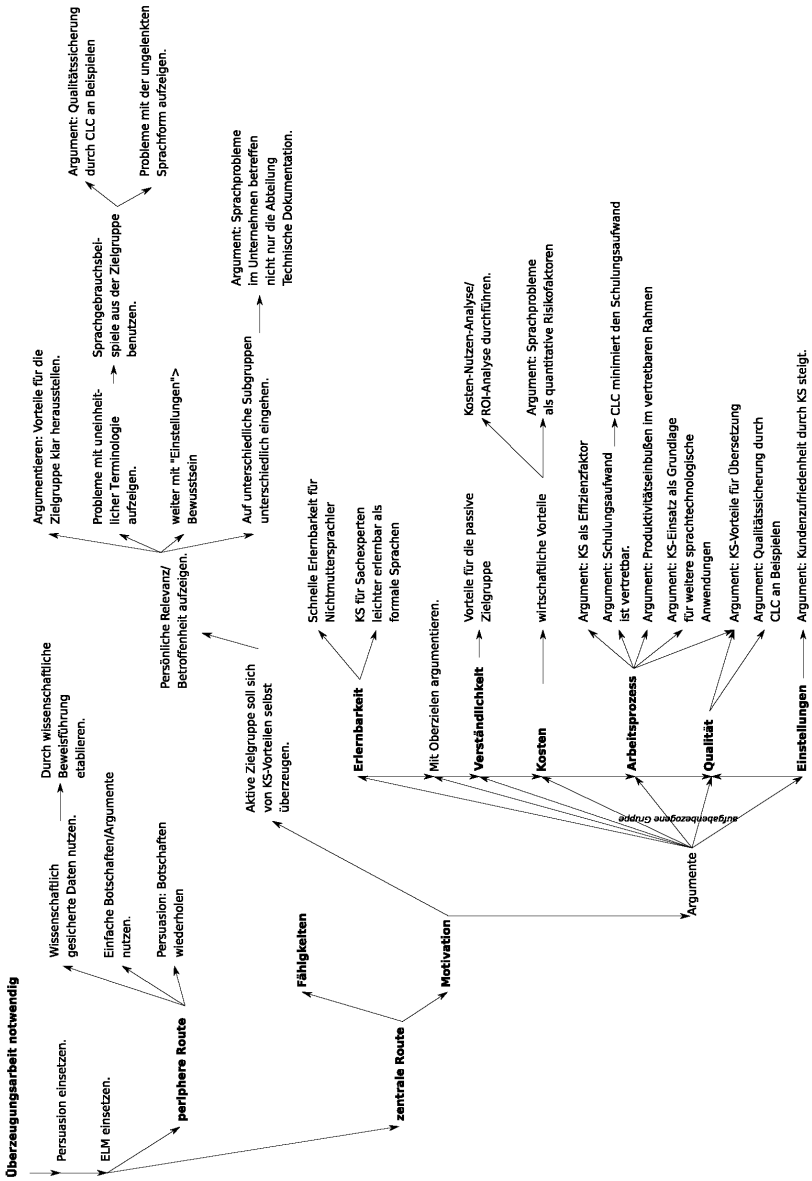 Überzeugungsarbeit notwendig
Persuasion einsetzen.
ELM einsetzen.
periphere Route
Wissenschaftlich
gesicherte Daten nutzen.
Durch wissenschaftliche
Beweisführung
etablieren.
Einfache Botschaften/Argumente
nutzen.
Persuasion: Botschaften
wiederholen
zentrale Route
Fähigkeiten
Motivation
Aktive Zielgruppe soll sich
von KS-Vorteilen selbst
überzeugen.
Persönliche Relevanz/
Betroffenheit aufzeigen.
Argumentieren: Vorteile für die
Zielgruppe klar herausstellen.
Probleme mit uneinheit-
licher Terminologie
aufzeigen.
Sprachgebrauchsbei-
spiele aus der Zielgruppe
benutzen.
Argument: Qualitätssicherung
durch CLC an Beispielen
Probleme mit der ungelenkten
Sprachform aufzeigen.
weiter mit "Einstellungen">
Bewusstsein
Auf unterschiedliche Subgruppen
unterschiedlich eingehen.
Argument: Sprachprobleme
im Unternehmen betreffen
nicht nur die Abteilung
Technische Dokumentation.
Argumente
aufgabenbezogene Gruppe
Erlernbarkeit
Schnelle Erlernbarkeit für
Nichtmuttersprachler
KS für Sachexperten
leichter erlernbar als
formale Sprachen
Mit Oberzielen argumentieren.
Verständlichkeit
Vorteile für die passive
Zielgruppe
Kosten
wirtschaftliche Vorteile
Kosten-Nutzen-Analyse/
ROI-Analyse durchführen.
Argument: Sprachprobleme
als quantitative Risikofaktoren
Arbeitsprozess
Argument: KS als Effizienzfaktor
Argument: Schulungsaufwand
ist vertretbar.
CLC minimiert den Schulungsaufwand
Argument: Produktivitätseinbußen im vertretbaren Rahmen
Argument: KS-Einsatz als Grundlage
für weitere sprachtechnologische
Anwendungen
Qualität
Argument: KS-Vorteile für Übersetzung
Argument: Qualitätssicherung durch
CLC an Beispielen
Einstellungen
Argument: Kundenzufriedenheit durch KS steigt.